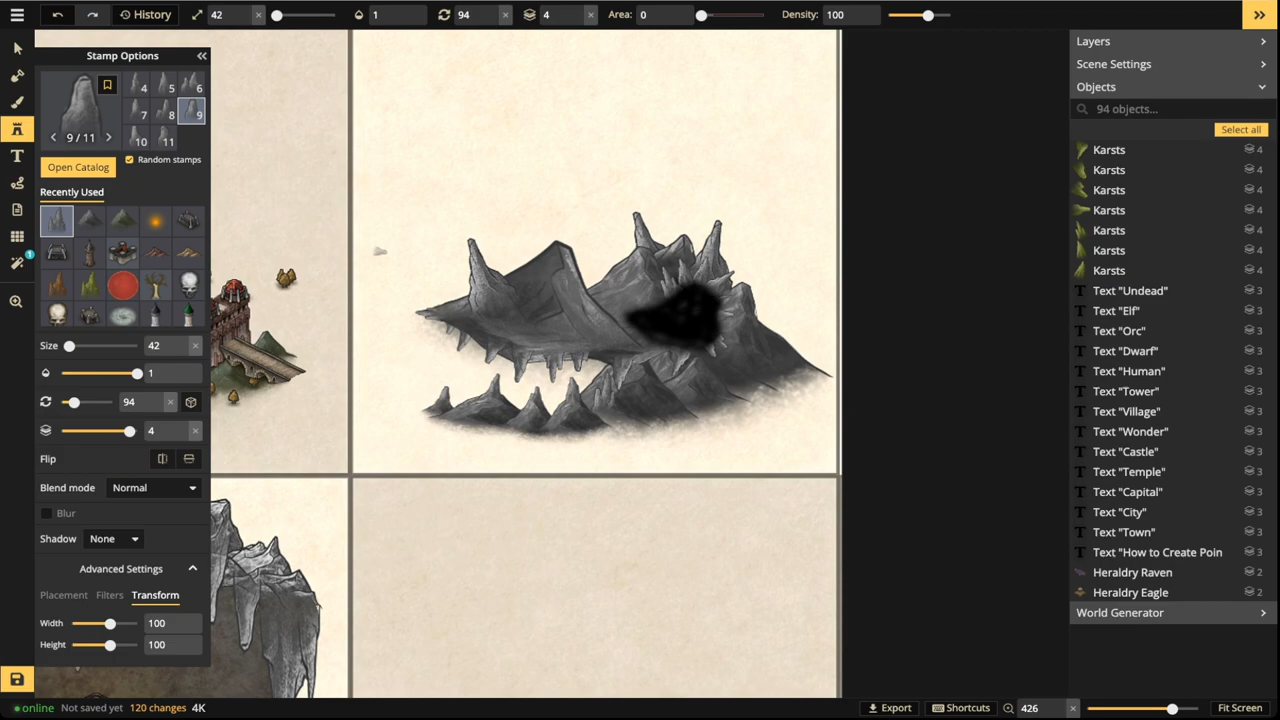 History
42
×
1
94
×
4
×
Area: 0
Density: 100
Stamp Options
4
5
6
7
8
9
10
11
9 / 11
Open Catalog
Random stamps
Recently Used
1
Size
42
×
1
94
×
4
×
Flip
Blend mode
Normal
Blur
Shadow
None
Advanced Settings
Placement
Filters
Transform
Width
100
Height
100
Layers
Scene Settings
Objects
94 objects...
Select all
Karsts 4
Karsts 4
Karsts 4
Karsts 4
Karsts 4
Karsts 4
Karsts 4
Text "Undead" 3
Text "Elf" 3
Text "Orc" 3
Text "Dwarf" 3
Text "Human" 3
Text "Tower" 3
Text "Village" 3
Text "Wonder" 3
Text "Castle" 3
Text "Temple" 3
Text "Capital" 3
Text "City" 3
Text "Town" 3
Text "How to Create Poin 3
Heraldry Raven 2
Heraldry Eagle 2
World Generator
online
Not saved yet
120 changes
4K
Export
Shortcuts
426
×
Fit Screen